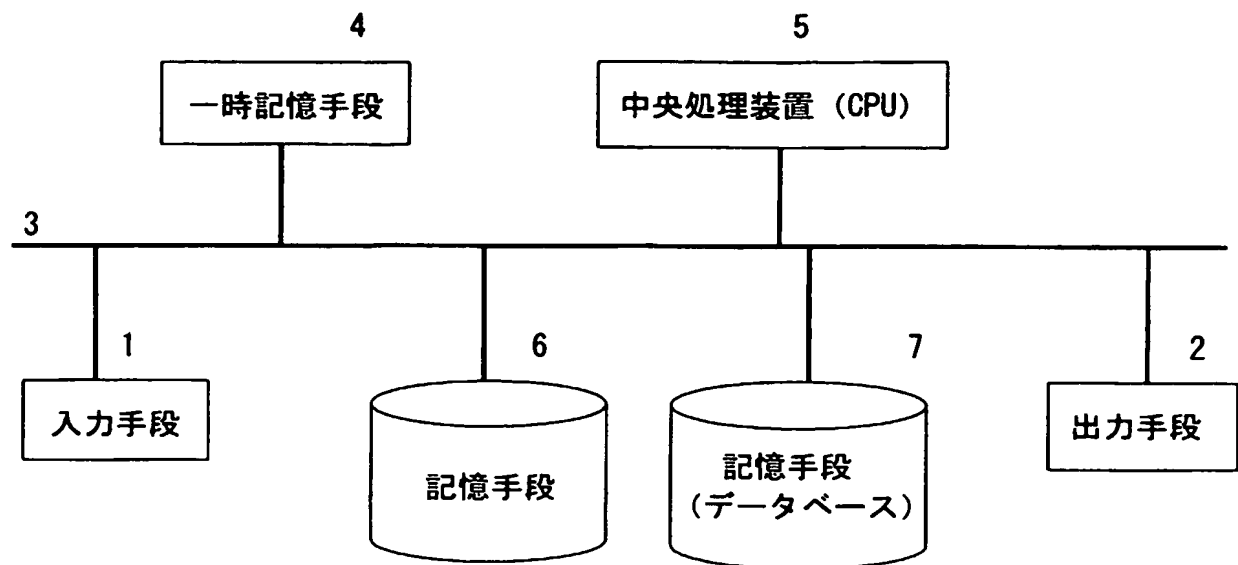 4
5
一時記憶手段
中央処理装置 (CPU)
3
1
6
7
2
入力手段
記憶手段
記憶手段
(データベース)
出力手段